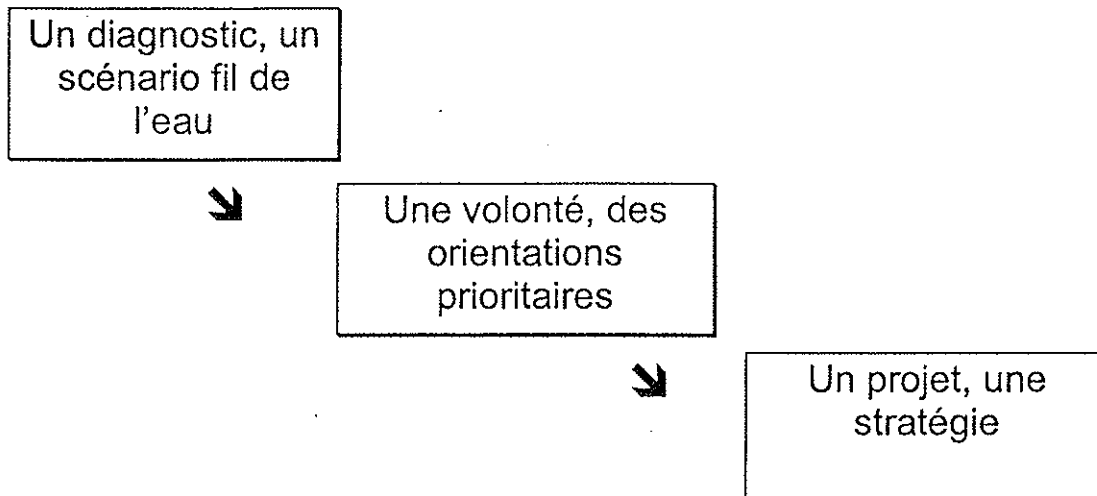 Un diagnostic, un
scénario fil de
l'eau
Une volonté, des
orientations
prioritaires
Un projet, une
stratégie